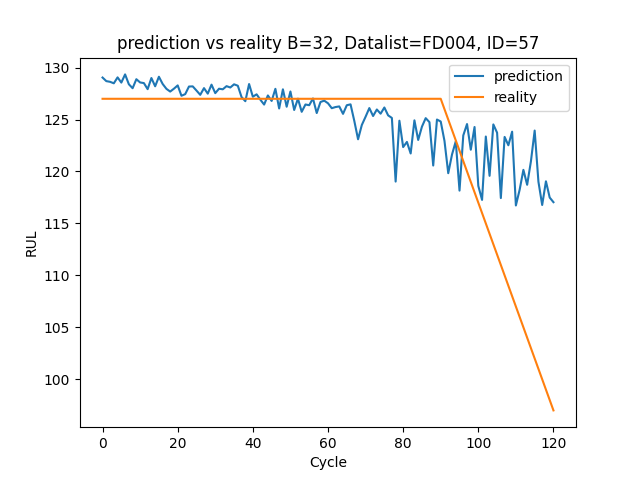 prediction vs reality B=32, Datalist=FD004, ID=57
prediction
reality
130
125
120
115
110
105
100
RUL
0 20 40 60 80 100 120
Cycle